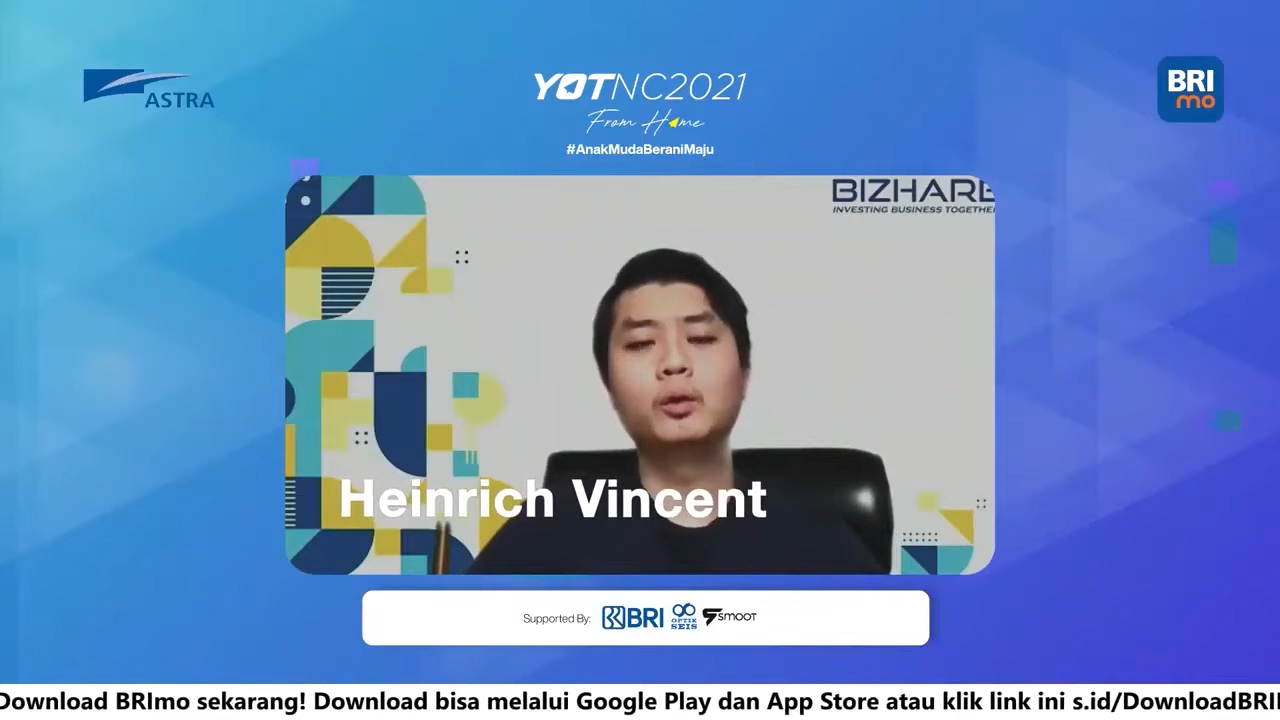 ASTRA
YOTNC2021
From Home
#AnakMudaBeraniMaju
BRI
mo
BIZHARE
INVESTING BUSINESS TOGETHER
Heinrich Vincent
Supported By:
BRI
OPTIK
SEIS
SMOOT
Download BRImo sekarang! Download bisa melalui Google Play dan App Store atau klik link ini s.id/DownloadBRI